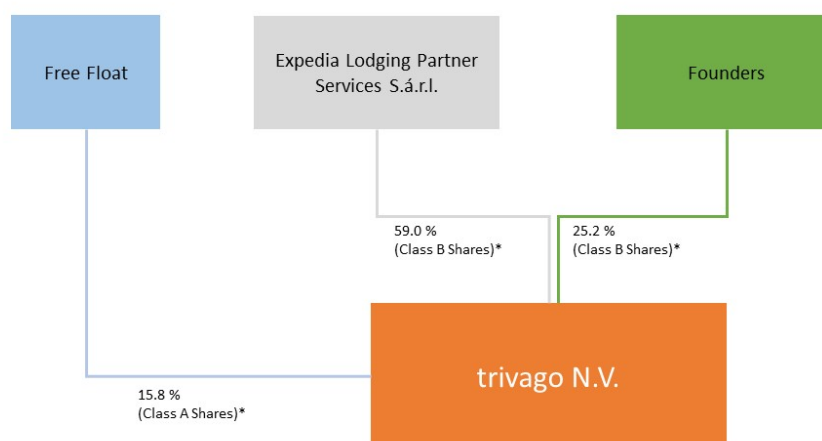 Free Float
Expedia Lodging Partner
Services S.á.r.l.
Founders
59.0 %
(Class B Shares)*
25.2 %
(Class B Shares)*
trivago N.V.
15.8 %
(Class A Shares)*